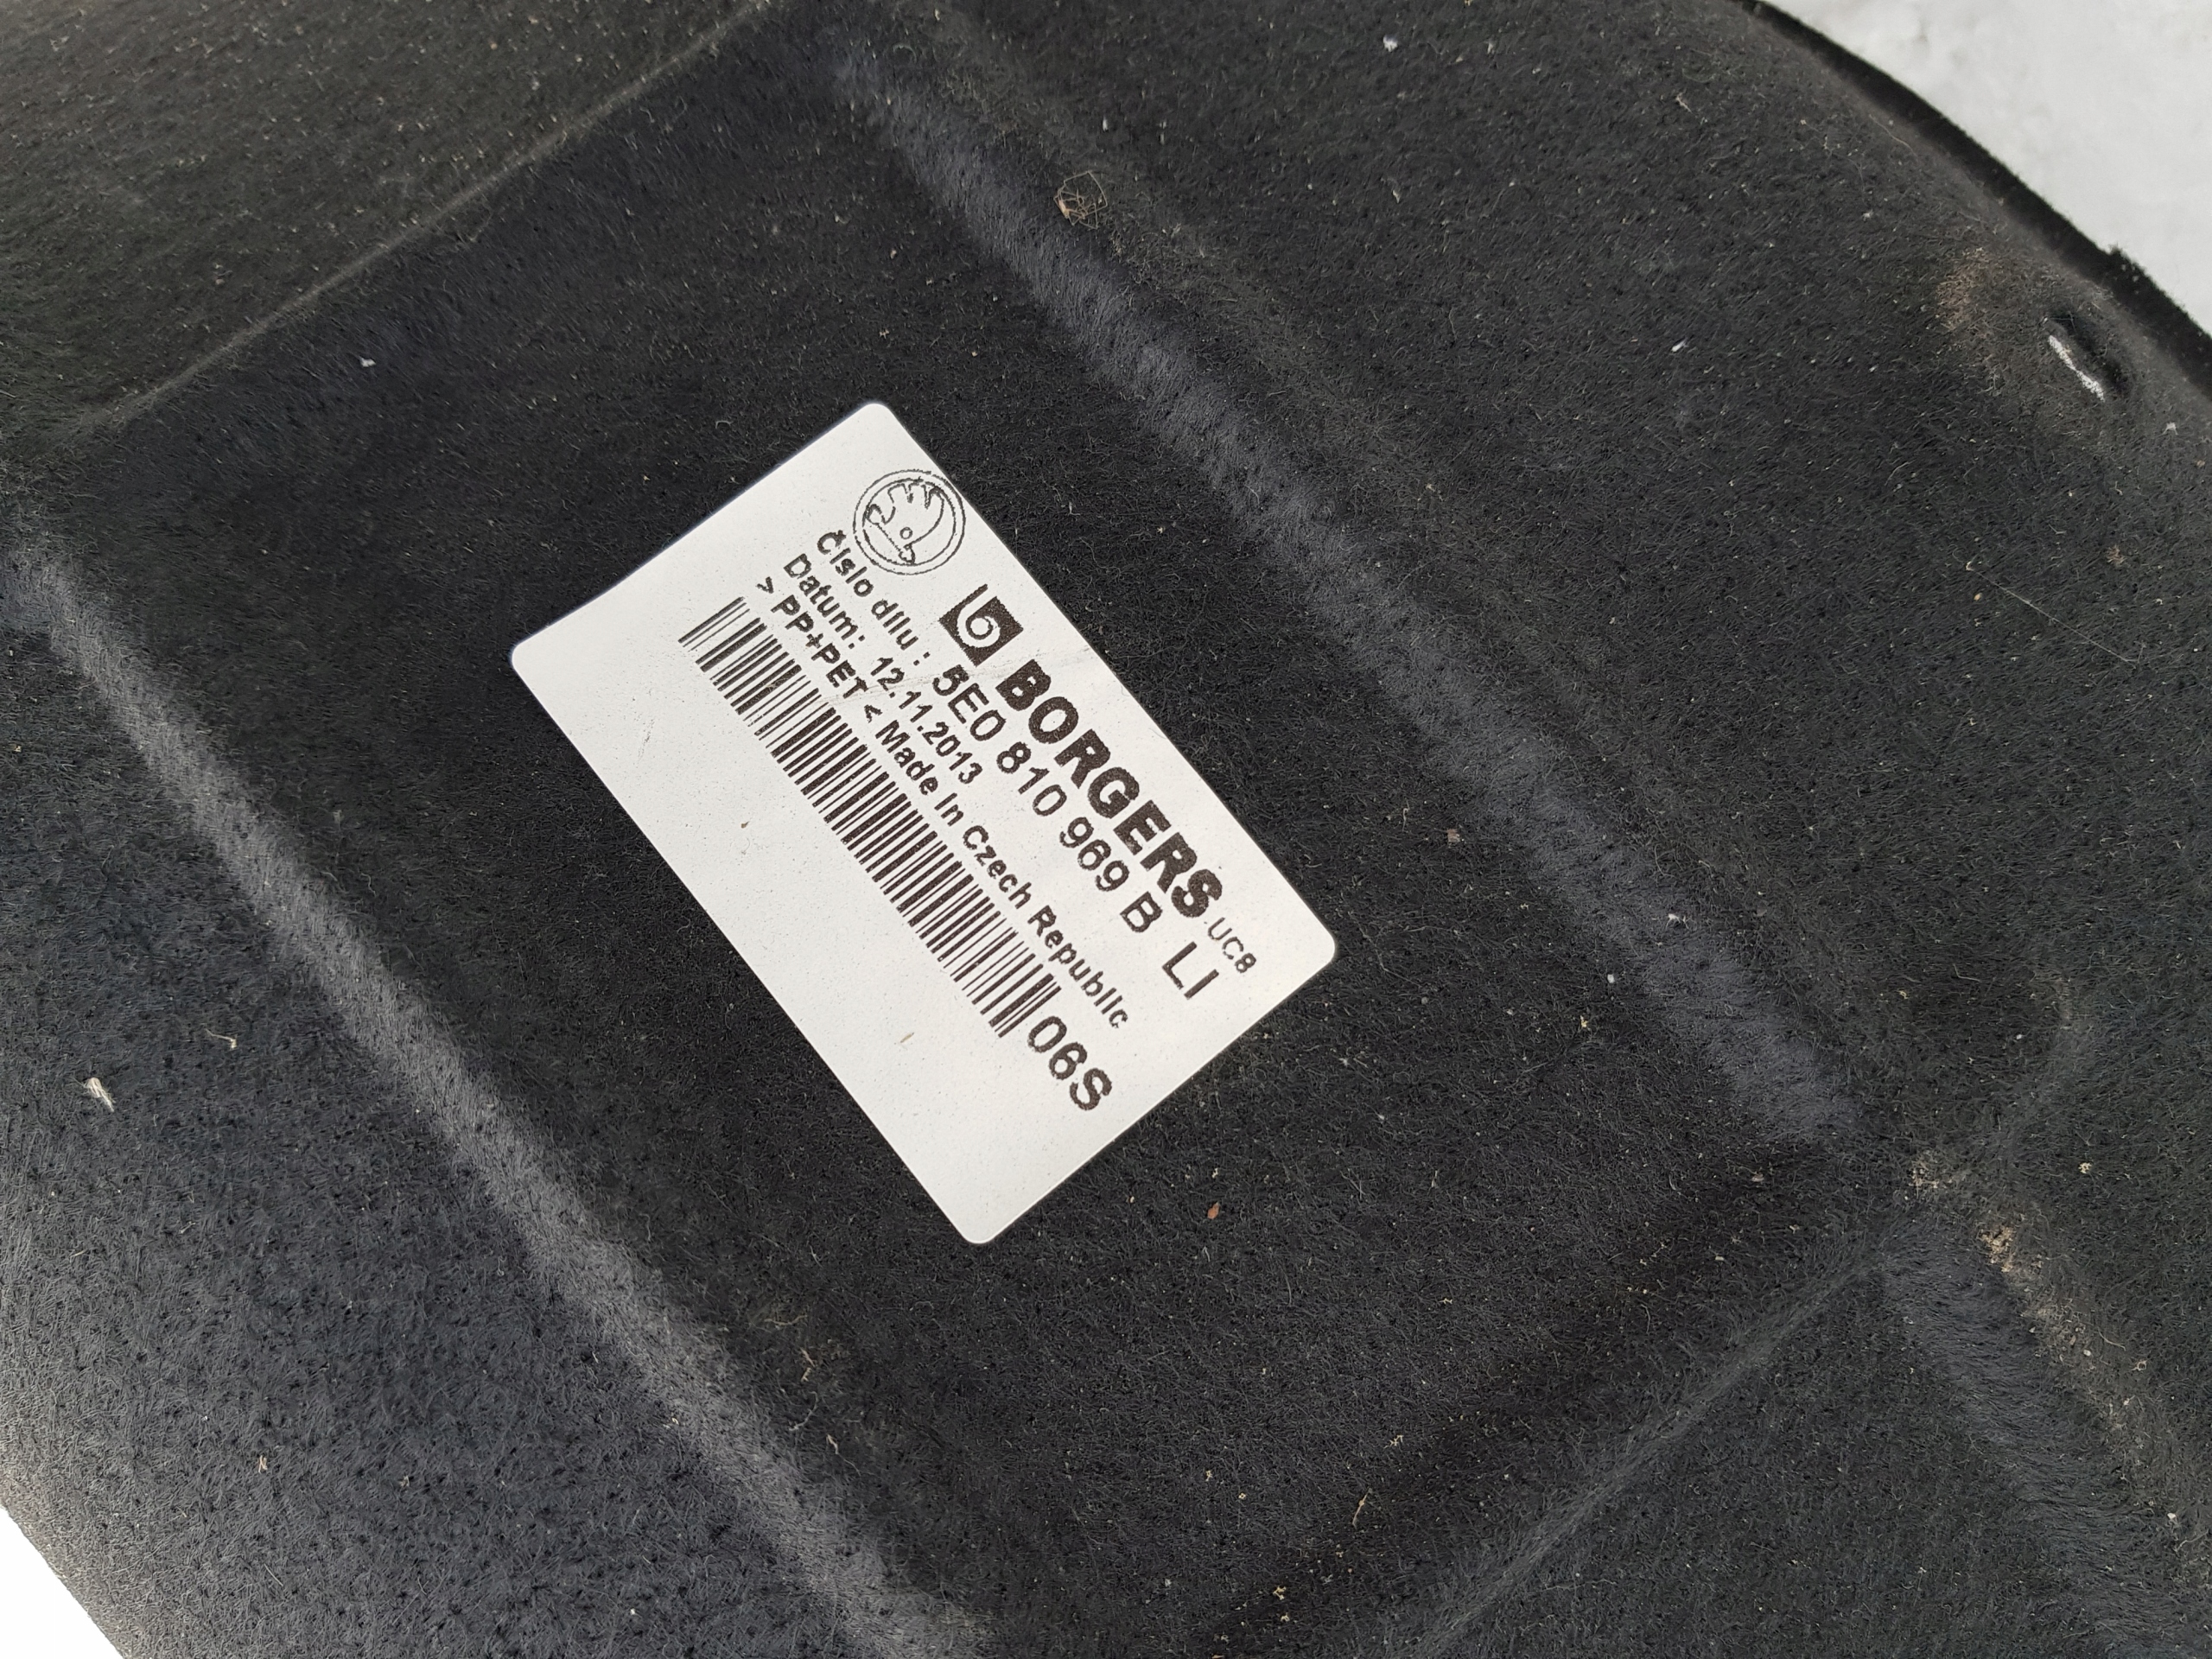 BORGERS UC8
Číslo dílu : 5E0 810 969 B LI
Datum: 12.11.2013
> PP+PET < Made In Czech Republic
06S